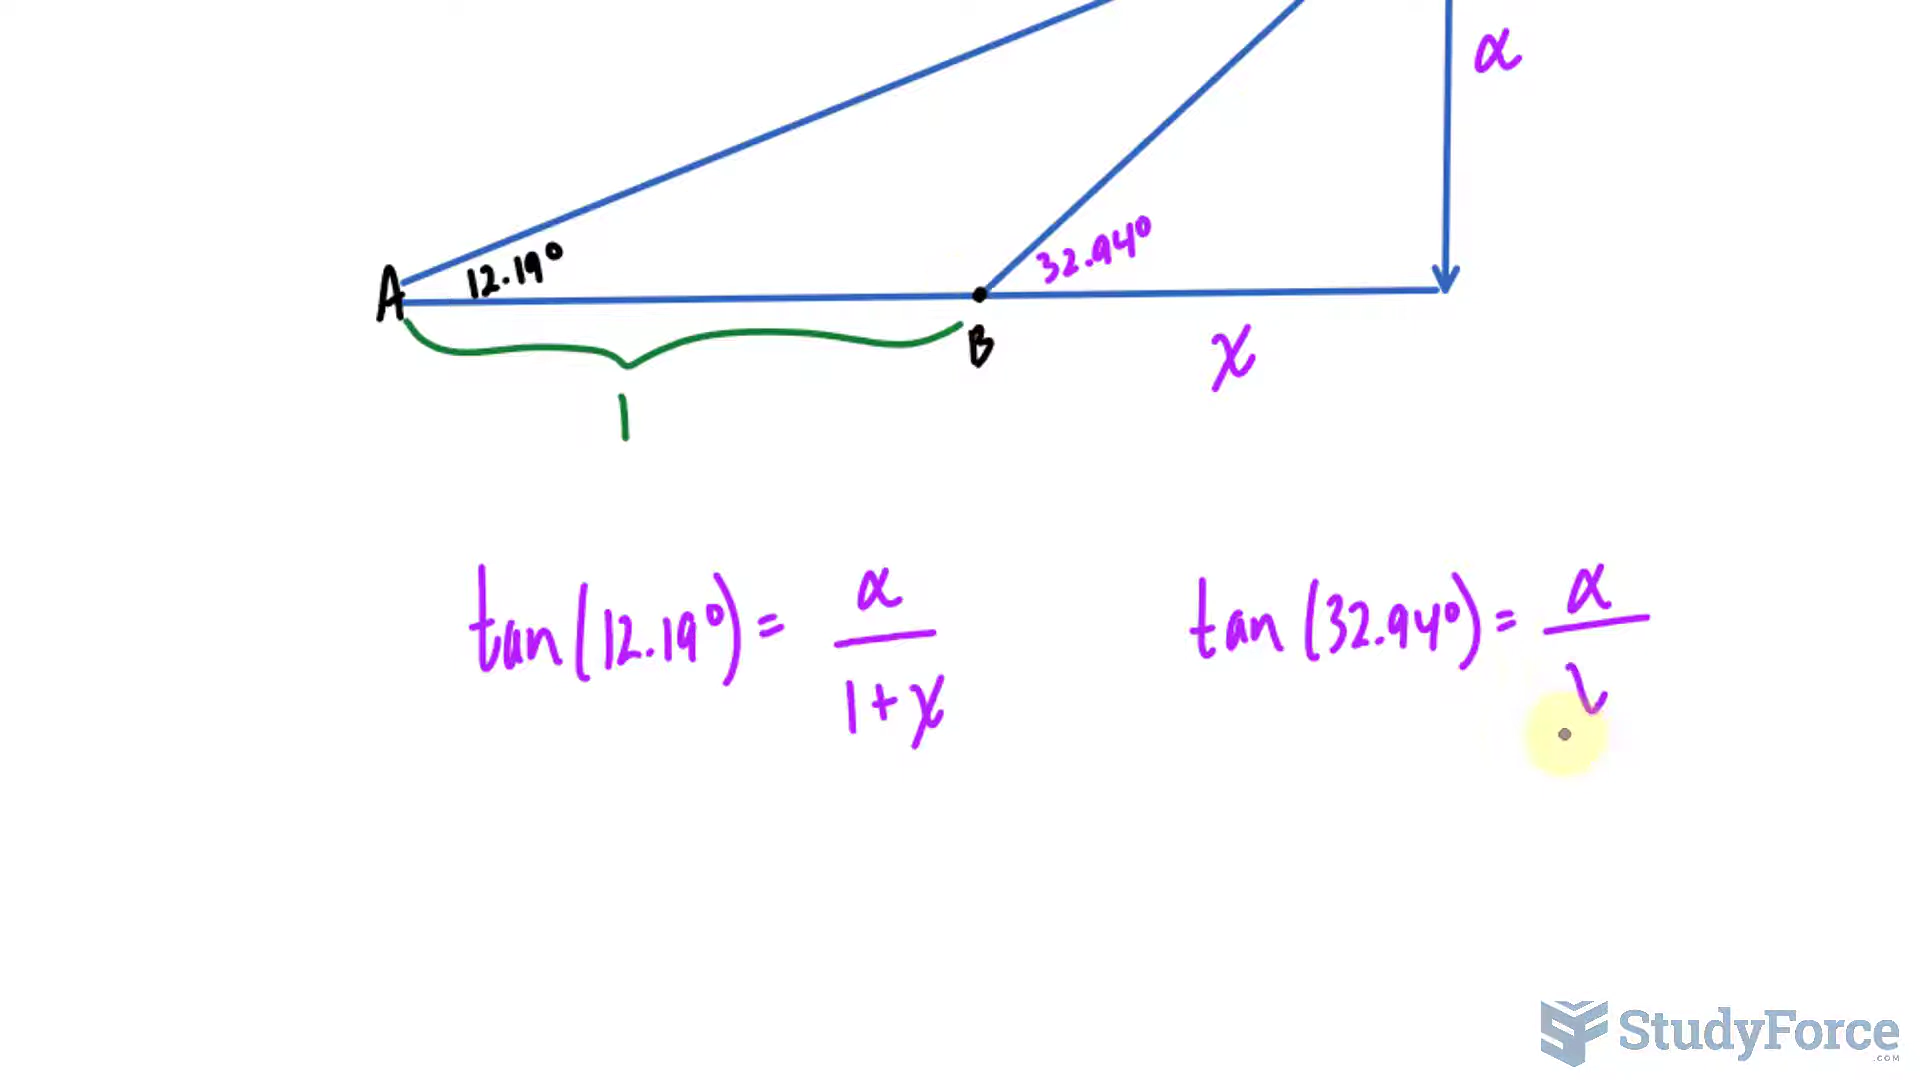 α
12.19°
32.94°
A
B
x
1
tan(12.19°) = α / 1 + x
tan(32.94°) = α /
StudyForce
.COM